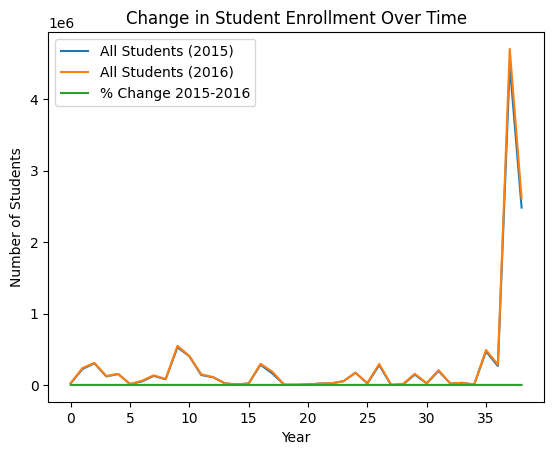 Change in Student Enrollment Over Time
1e6
All Students (2015)
All Students (2016)
% Change 2015-2016
Number of Students
4
3
2
1
0
0 5 10 15 20 25 30 35
Year